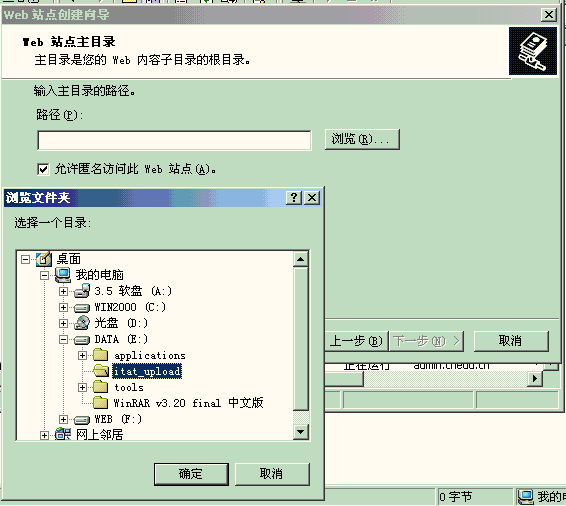 Web 站点创建向导
Web 站点主目录
主目录是您的 Web 内容子目录的根目录。
输入主目录的路径。
路径(P):
浏览(R)...
允许匿名访问此 Web 站点(A)。
浏览文件夹
选择一个目录:
桌面
我的电脑
3.5 软盘 (A:)
WIN2000 (C:)
光盘 (D:)
DATA (E:)
applications
itat_upload
tools
WinRAR v3.20 final 中文版
WEB (F:)
网上邻居
确定
取消
上一步(B)
下一步(N) >
取消
正在运行 admin.chedu.cn
0 字节
我的电